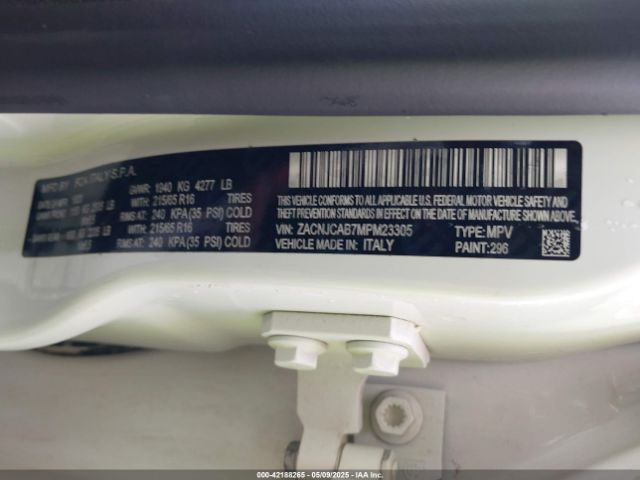 MFD BY FCA ITALY S.P.A.
GVWR: 1940 KG 4277 LB
WITH: 215/65 R16 TIRES
RIMS AT: 240 KPA (35 PSI) COLD
WITH: 215/65 R16 TIRES
RIMS AT: 240 KPA (35 PSI) COLD
THIS VEHICLE CONFORMS TO ALL APPLICABLE U.S. FEDERAL
MOTOR VEHICLE SAFETY, BUMPER, AND THEFT PREVENTION
STANDARDS IN EFFECT ON THE DATE OF MANUFACTURE SHOWN ABOVE.
VIN: ZACNJCAB7MPM23305 TYPE: MPV
VEHICLE MADE IN: ITALY PAINT: 296
000-42188265 - 05/09/2025 - IAAI.COM